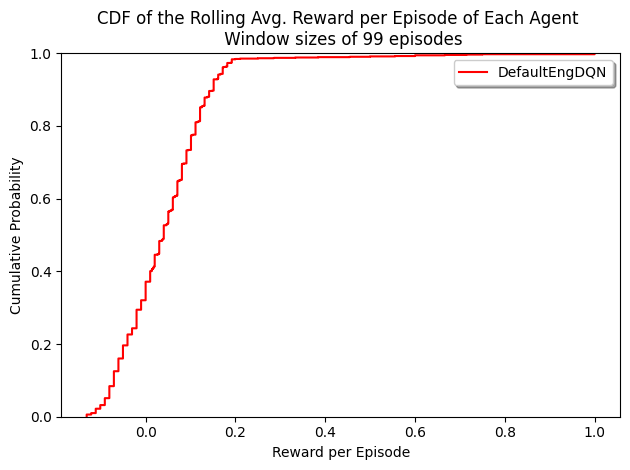 CDF of the Rolling Avg. Reward per Episode of Each Agent
Window sizes of 99 episodes
DefaultEngDQN
Cumulative Probability
1.0
0.8
0.6
0.4
0.2
0.0
0.0 0.2 0.4 0.6 0.8 1.0
Reward per Episode